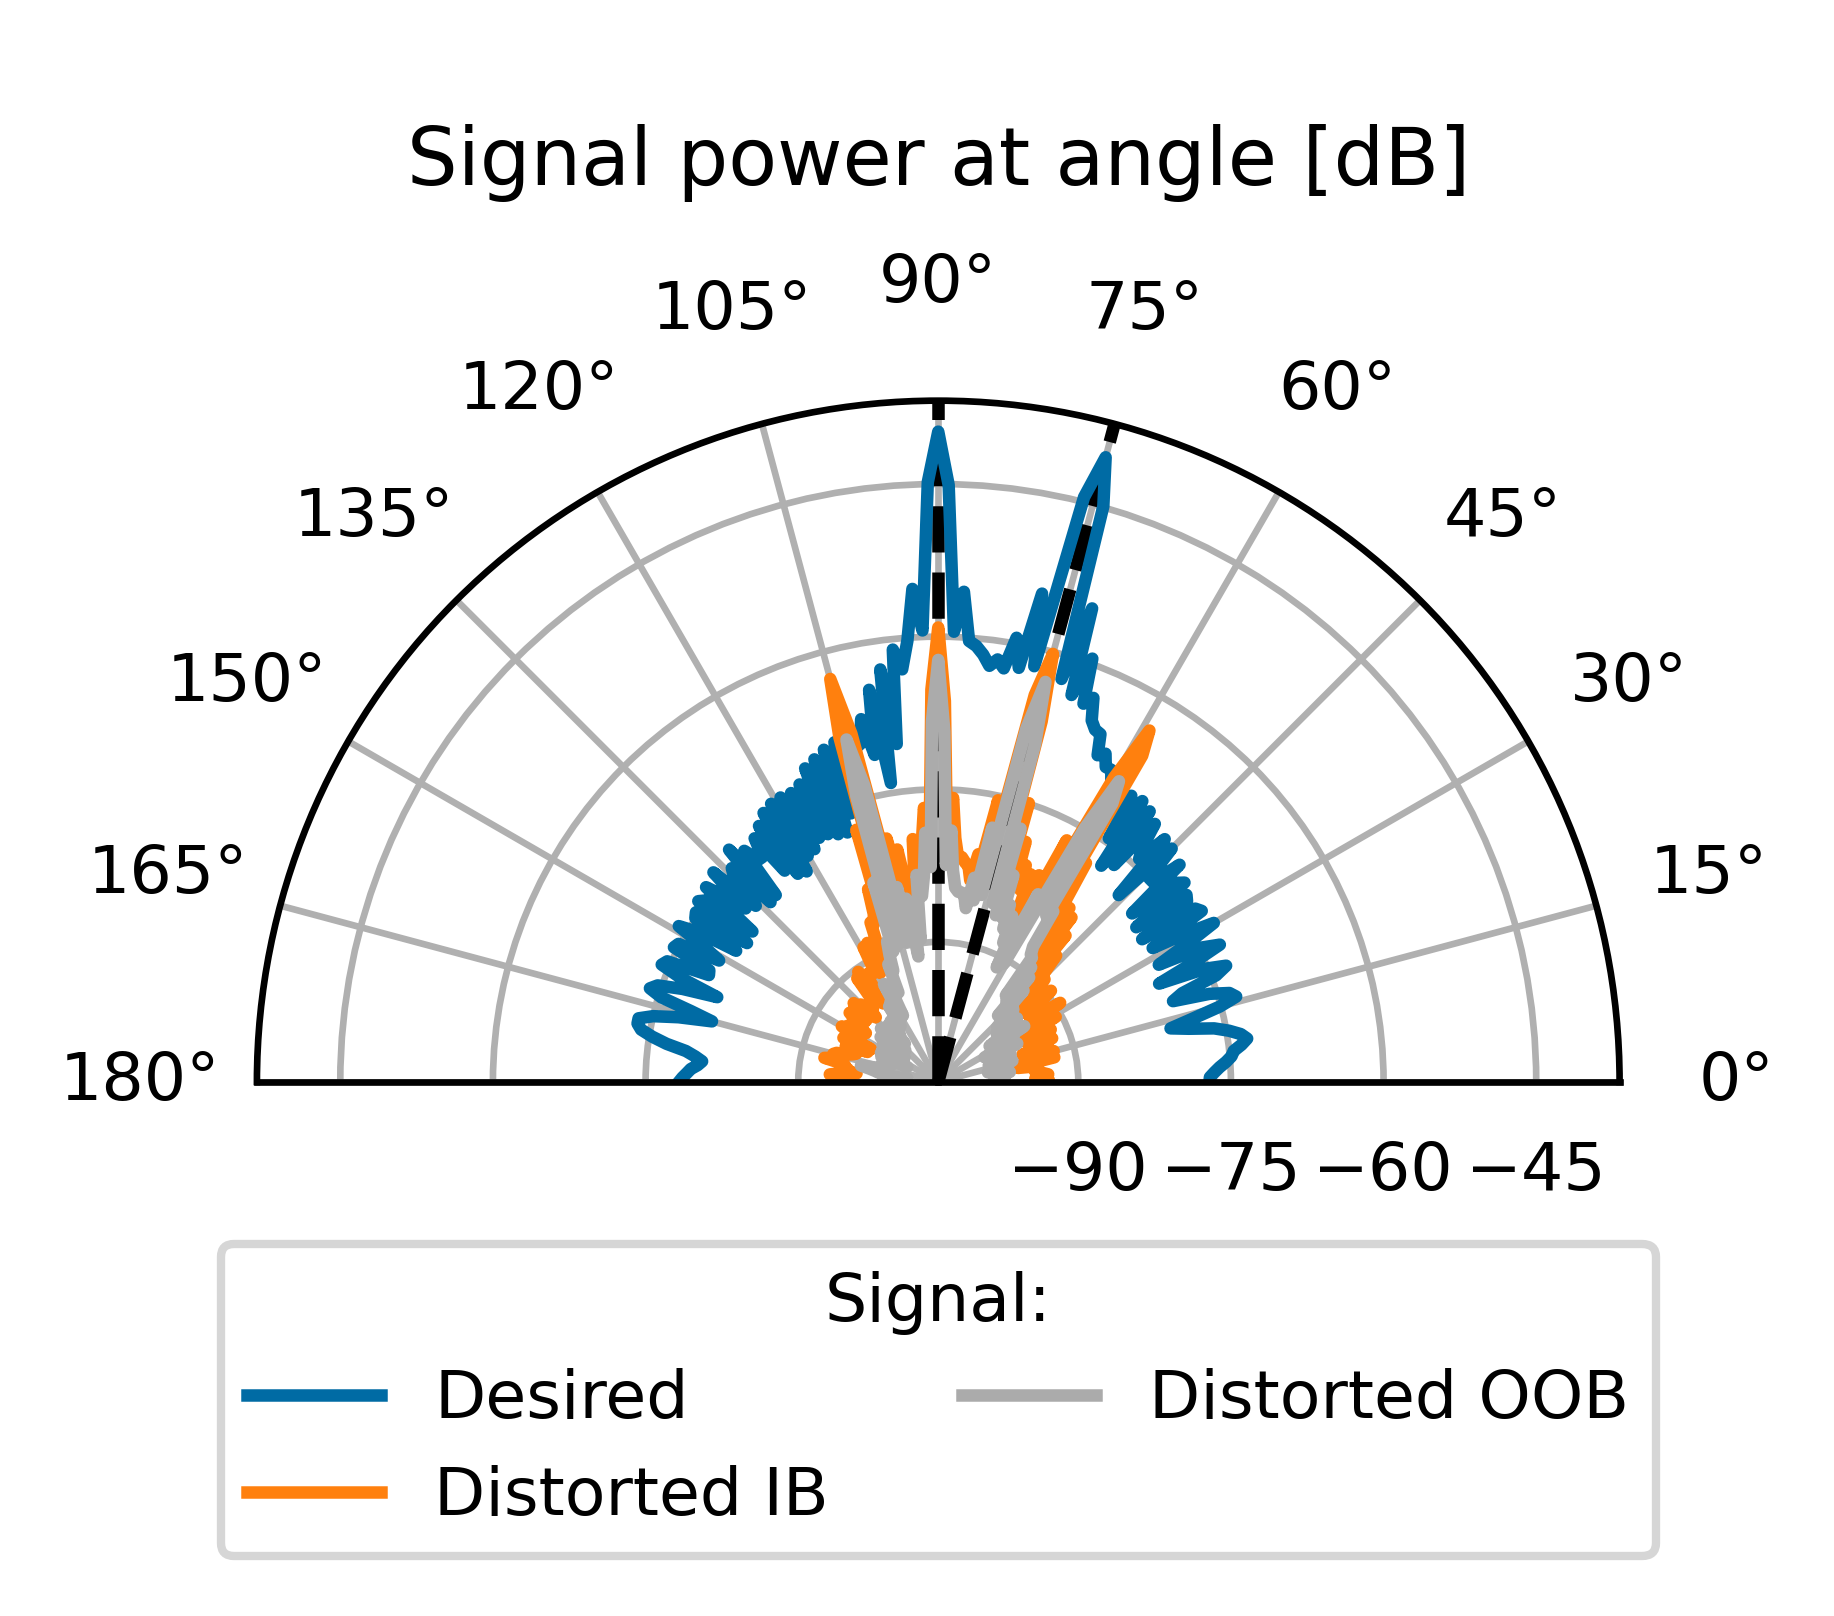 Signal power at angle [dB]
90°
105°
75°
120°
60°
135°
45°
150°
30°
165°
15°
180°
0°
−90 −75 −60 −45
Signal:
Desired
Distorted OOB
Distorted IB